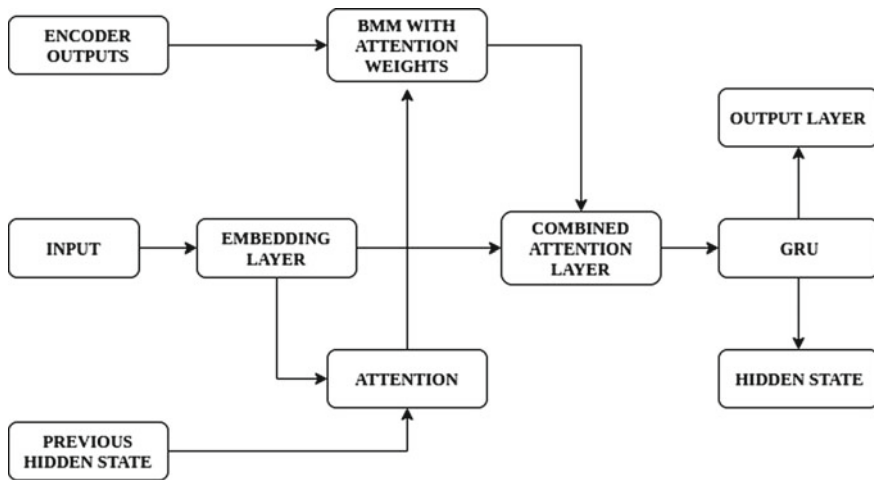 ENCODER
OUTPUTS
BMM WITH
ATTENTION
WEIGHTS
OUTPUT LAYER
INPUT
EMBEDDING
LAYER
COMBINED
ATTENTION
LAYER
GRU
ATTENTION
HIDDEN STATE
PREVIOUS
HIDDEN STATE